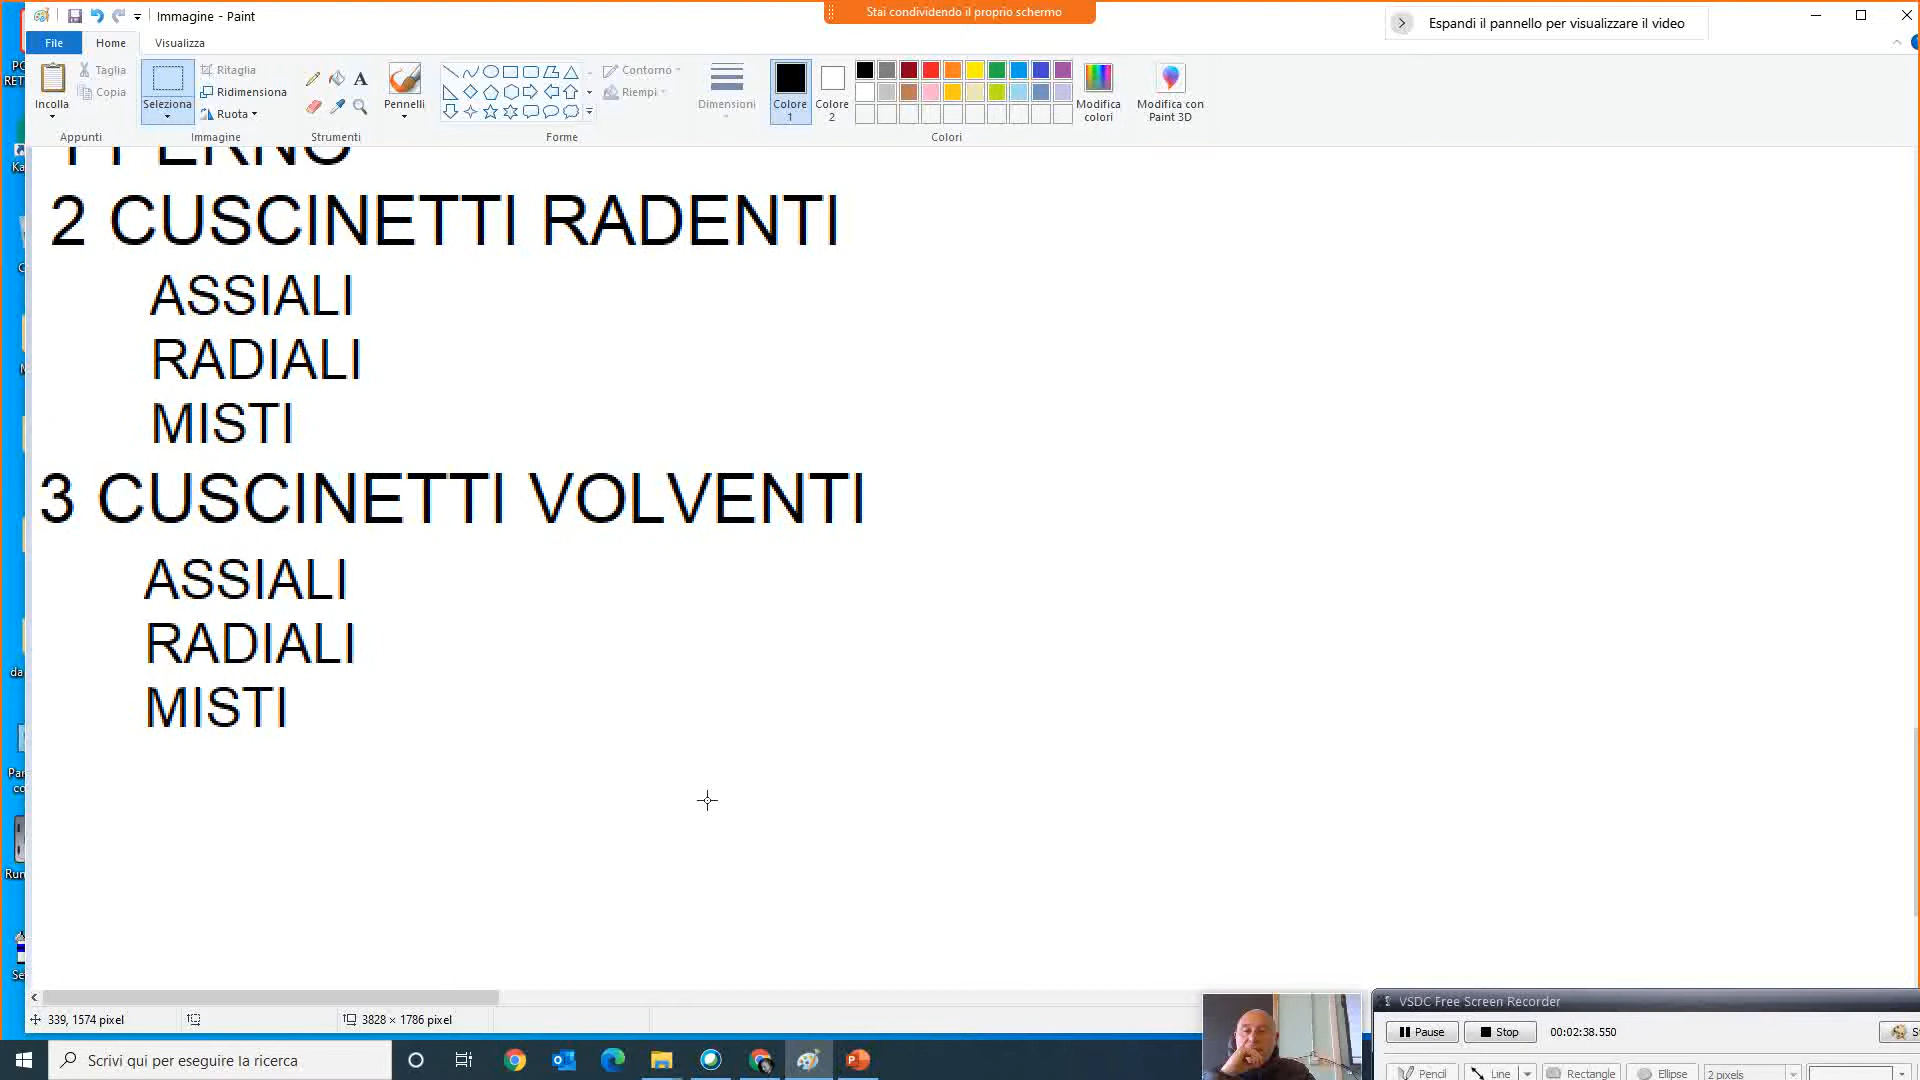 Immagine - Paint
Stai condividendo il proprio schermo
Espandi il pannello per visualizzare il video
File
Home
Visualizza
Incolla
Taglia
Copia
Appunti
Seleziona
Ritaglia
Ridimensiona
Ruota
Immagine
Strumenti
Pennelli
Contorno
Riempi
Forme
Dimensioni
Colore 1
Colore 2
Modifica colori
Modifica con Paint 3D
Colori
2 CUSCINETTI RADENTI
ASSIALI
RADIALI
MISTI
3 CUSCINETTI VOLVENTI
ASSIALI
RADIALI
MISTI
339, 1574 pixel
3828 × 1786 pixel
VSDC Free Screen Recorder
Pause
Stop
00:02:38.550
Pencil
Line
Rectangle
Ellipse
2 pixels
Scrivi qui per eseguire la ricerca